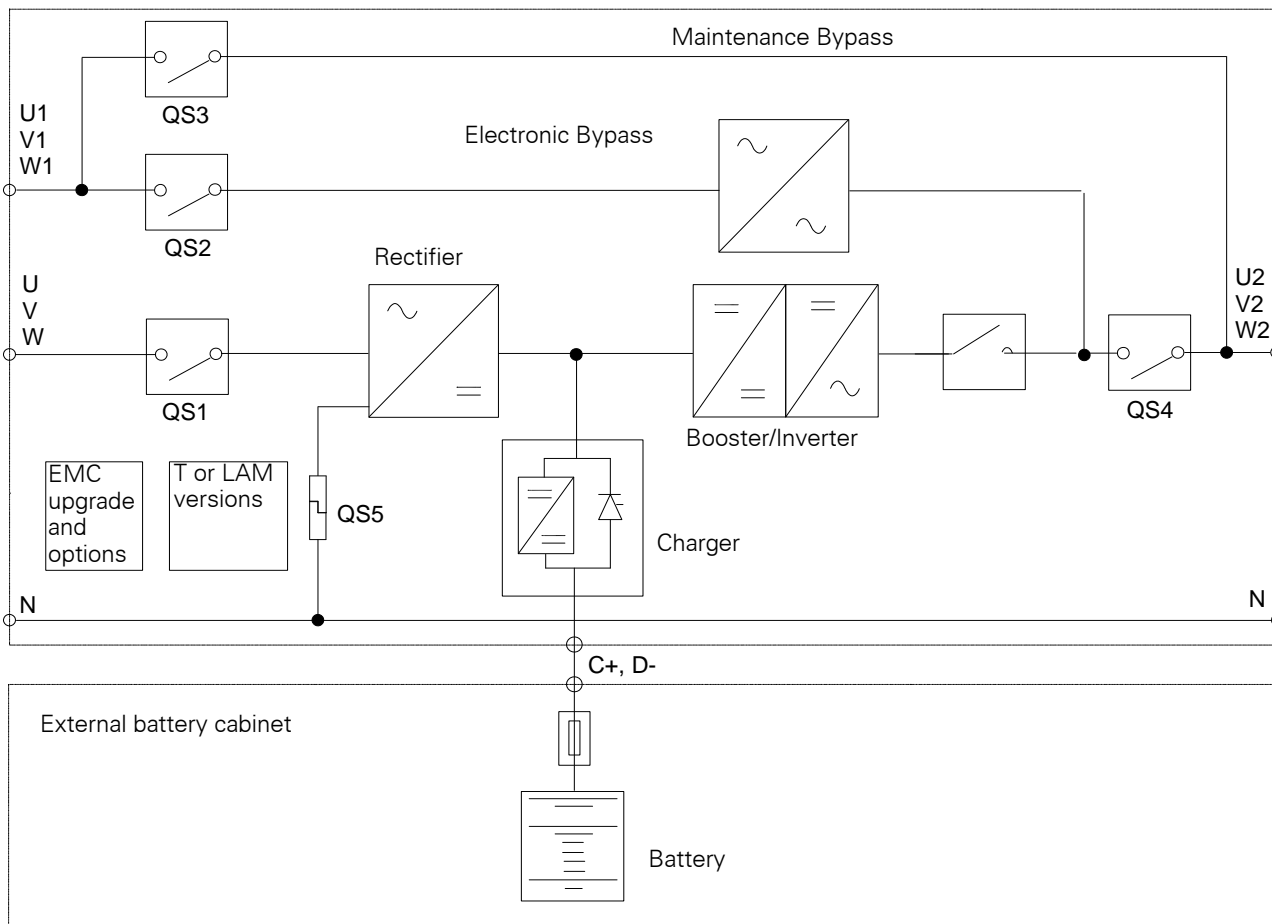 Maintenance Bypass
QS3
U1
V1
W1
Electronic Bypass
QS2
Rectifier
U
V
W
U2
V2
W2
QS1
QS4
Booster/Inverter
EMC
upgrade
and
options
T or LAM
versions
QS5
Charger
N
N
C+, D-
External battery cabinet
Battery